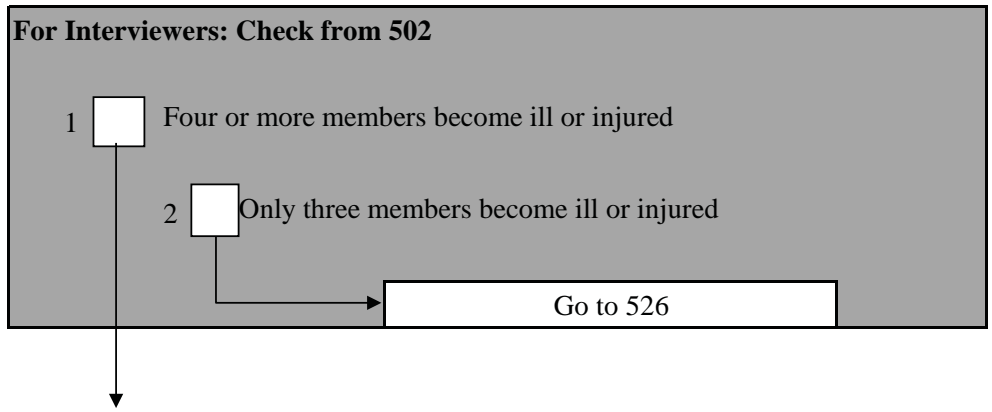 For Interviewers: Check from 502
1 Four or more members become ill or injured
2 Only three members become ill or injured
Go to 526